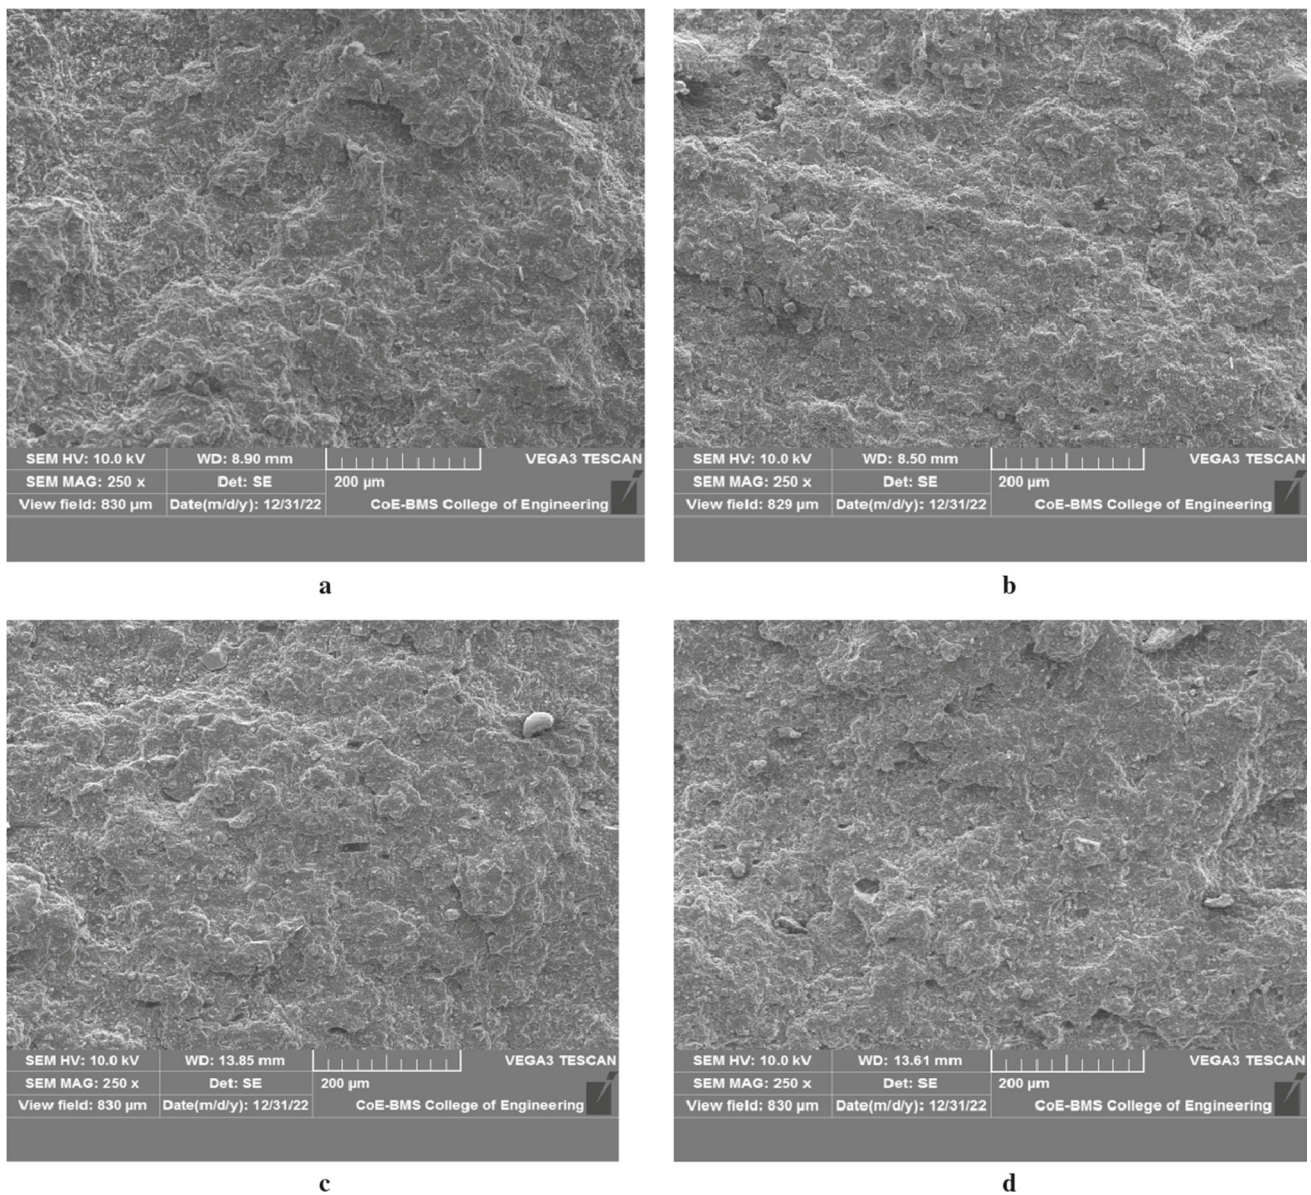 SEM HV: 10.0 kV WD: 8.90 mm VEGA3 TESCAN
SEM MAG: 250 x Det: SE 200 µm
View field: 830 µm Date(m/d/y): 12/31/22 CoE-BMS College of Engineering
a
SEM HV: 10.0 kV WD: 8.50 mm VEGA3 TESCAN
SEM MAG: 250 x Det: SE 200 µm
View field: 829 µm Date(m/d/y): 12/31/22 CoE-BMS College of Engineering
b
SEM HV: 10.0 kV WD: 13.85 mm VEGA3 TESCAN
SEM MAG: 250 x Det: SE 200 µm
View field: 830 µm Date(m/d/y): 12/31/22 CoE-BMS College of Engineering
c
SEM HV: 10.0 kV WD: 13.61 mm VEGA3 TESCAN
SEM MAG: 250 x Det: SE 200 µm
View field: 830 µm Date(m/d/y): 12/31/22 CoE-BMS College of Engineering
d